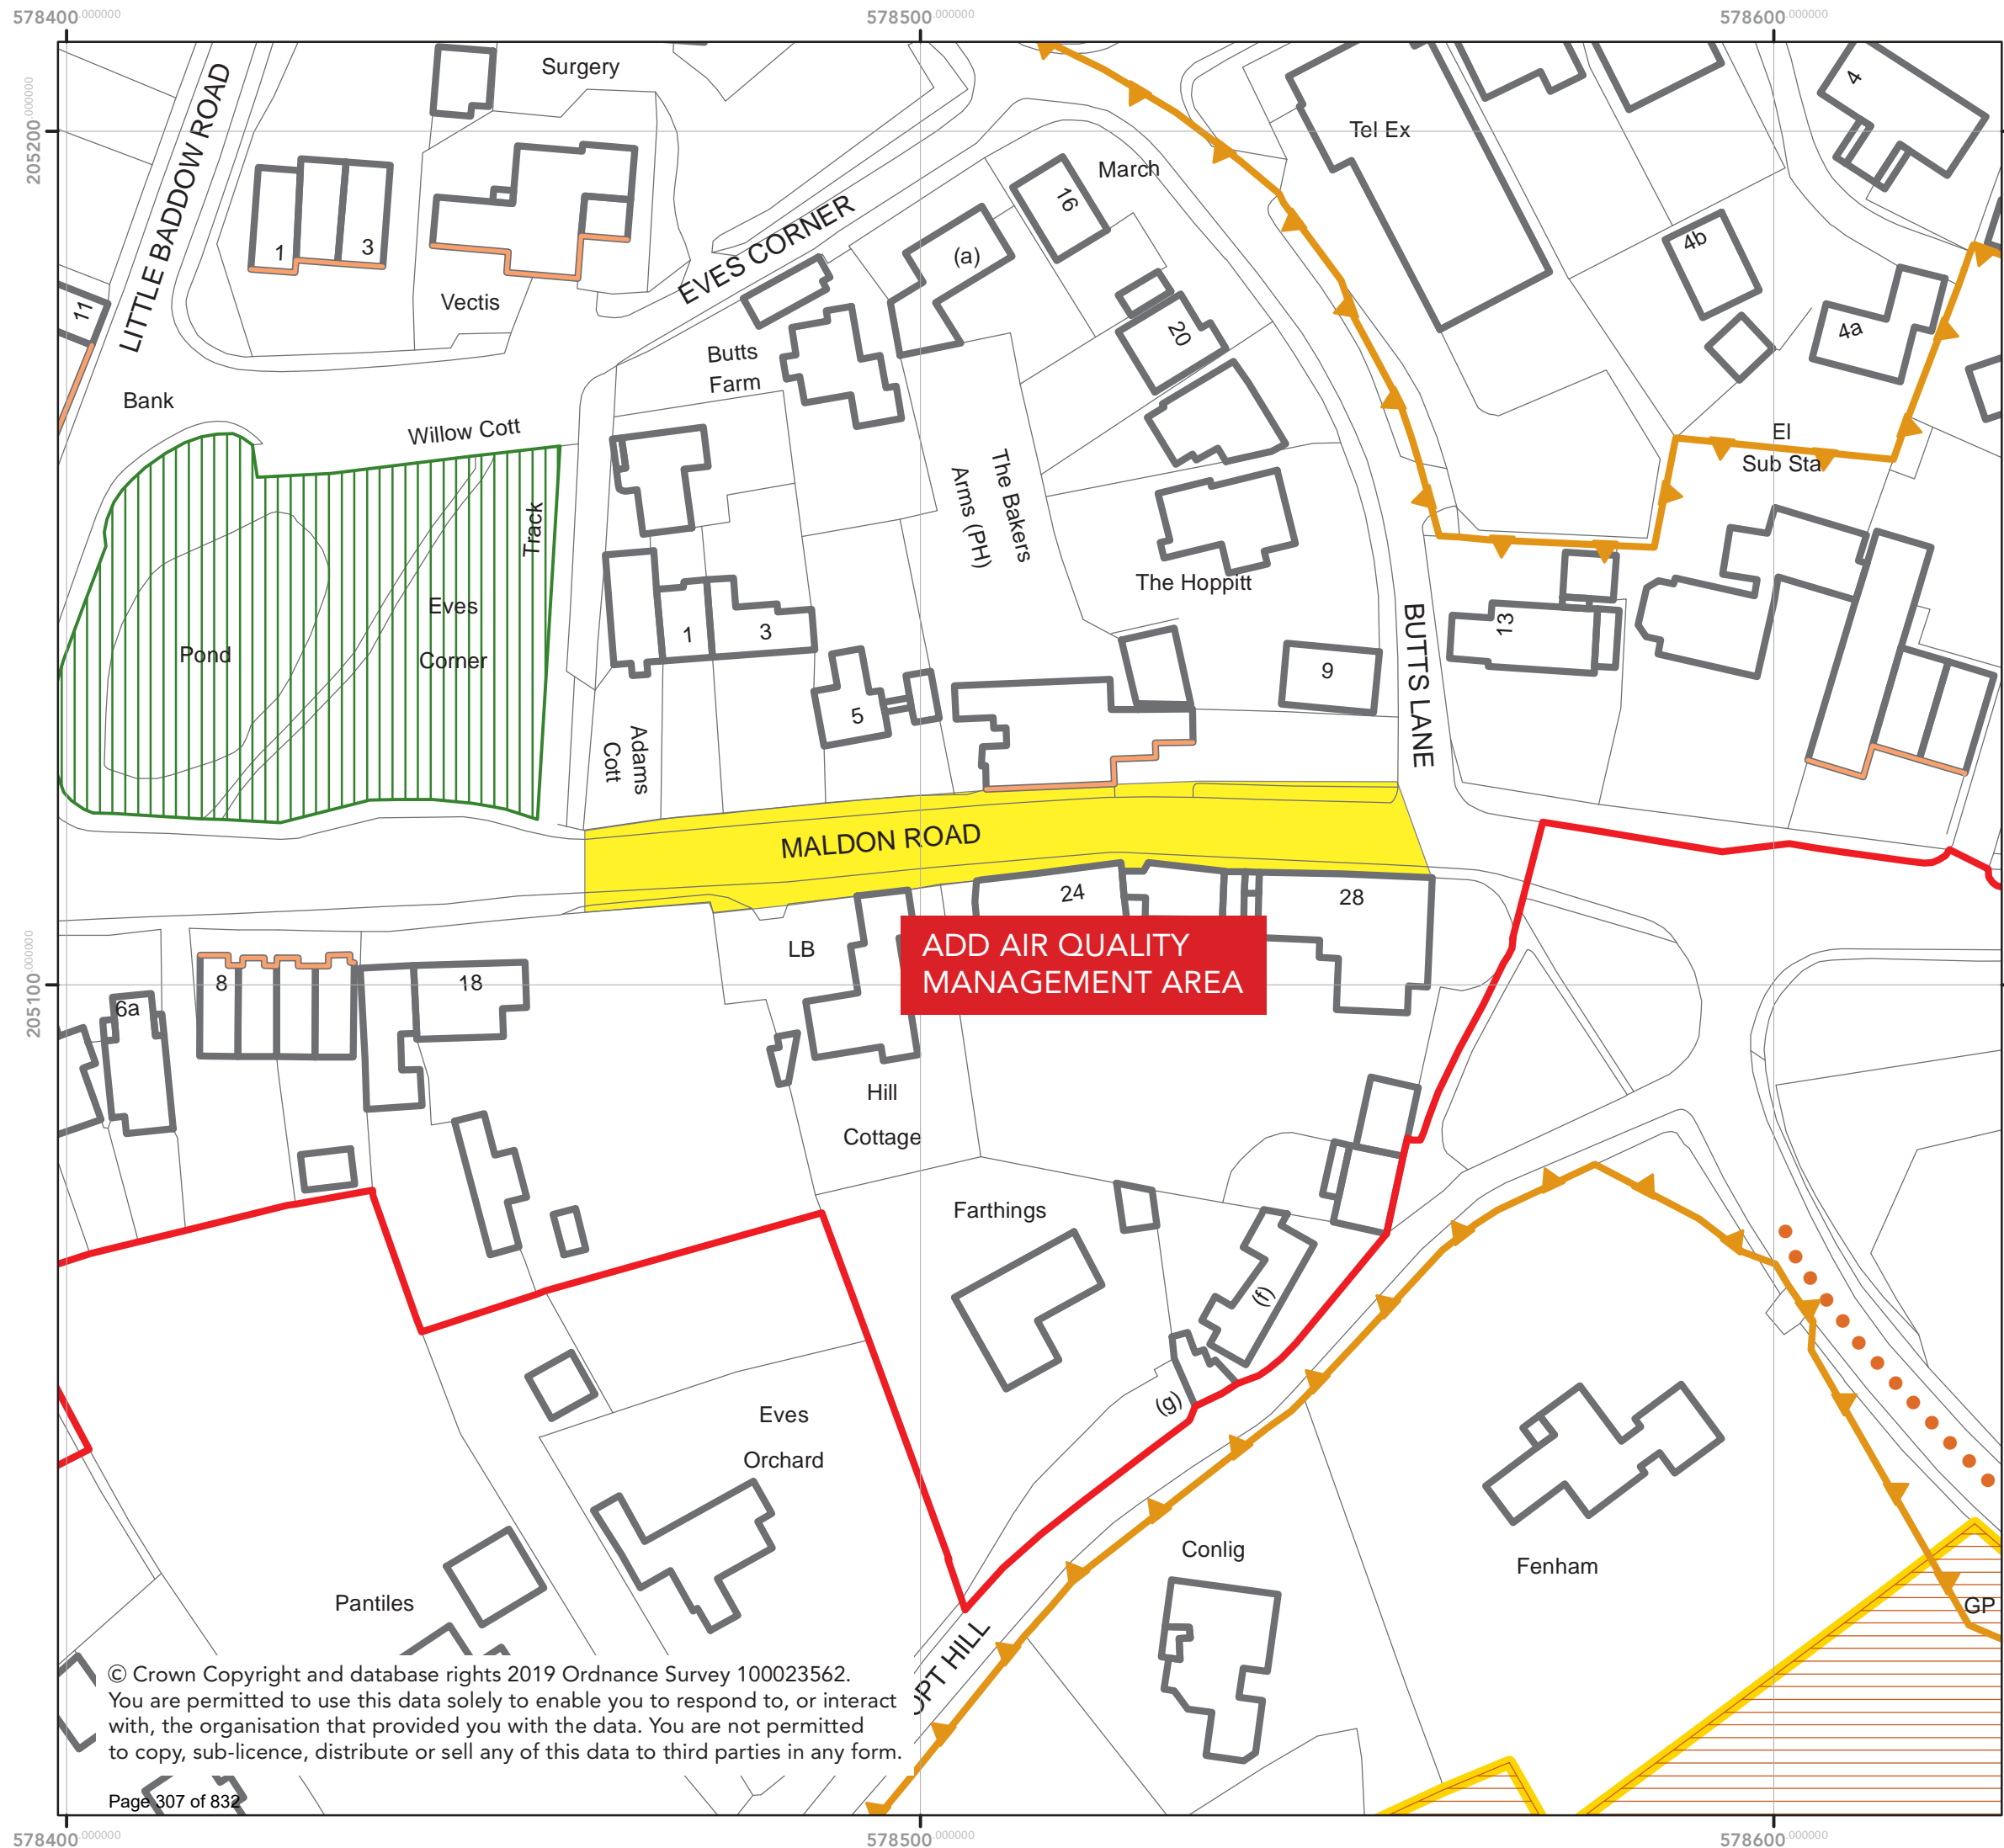 578400.000000
578500.000000
578600.000000
205200.000000
205100.000000
Surgery
LITTLE BADDOW ROAD
1
3
11
Vectis
EVES CORNER
March
16
(a)
20
Tel Ex
4
4b
4a
Butts
Farm
Bank
Willow Cott
El
Sub Sta
Track
The Bakers
Arms (PH)
The Hoppitt
Eves
Corner
Pond
1
3
5
9
13
BUTTS LANE
Adams
Cott
MALDON ROAD
24
28
LB
ADD AIR QUALITY
MANAGEMENT AREA
6a
8
18
Hill
Cottage
Farthings
(f)
(g)
Eves
Orchard
Conlig
Fenham
GP
Pantiles
OPT HILL
© Crown Copyright and database rights 2019 Ordnance Survey 100023562.
You are permitted to use this data solely to enable you to respond to, or interact
with, the organisation that provided you with the data. You are not permitted
to copy, sub-licence, distribute or sell any of this data to third parties in any form.
Page 307 of 832
578400.000000
578500.000000
578600.000000